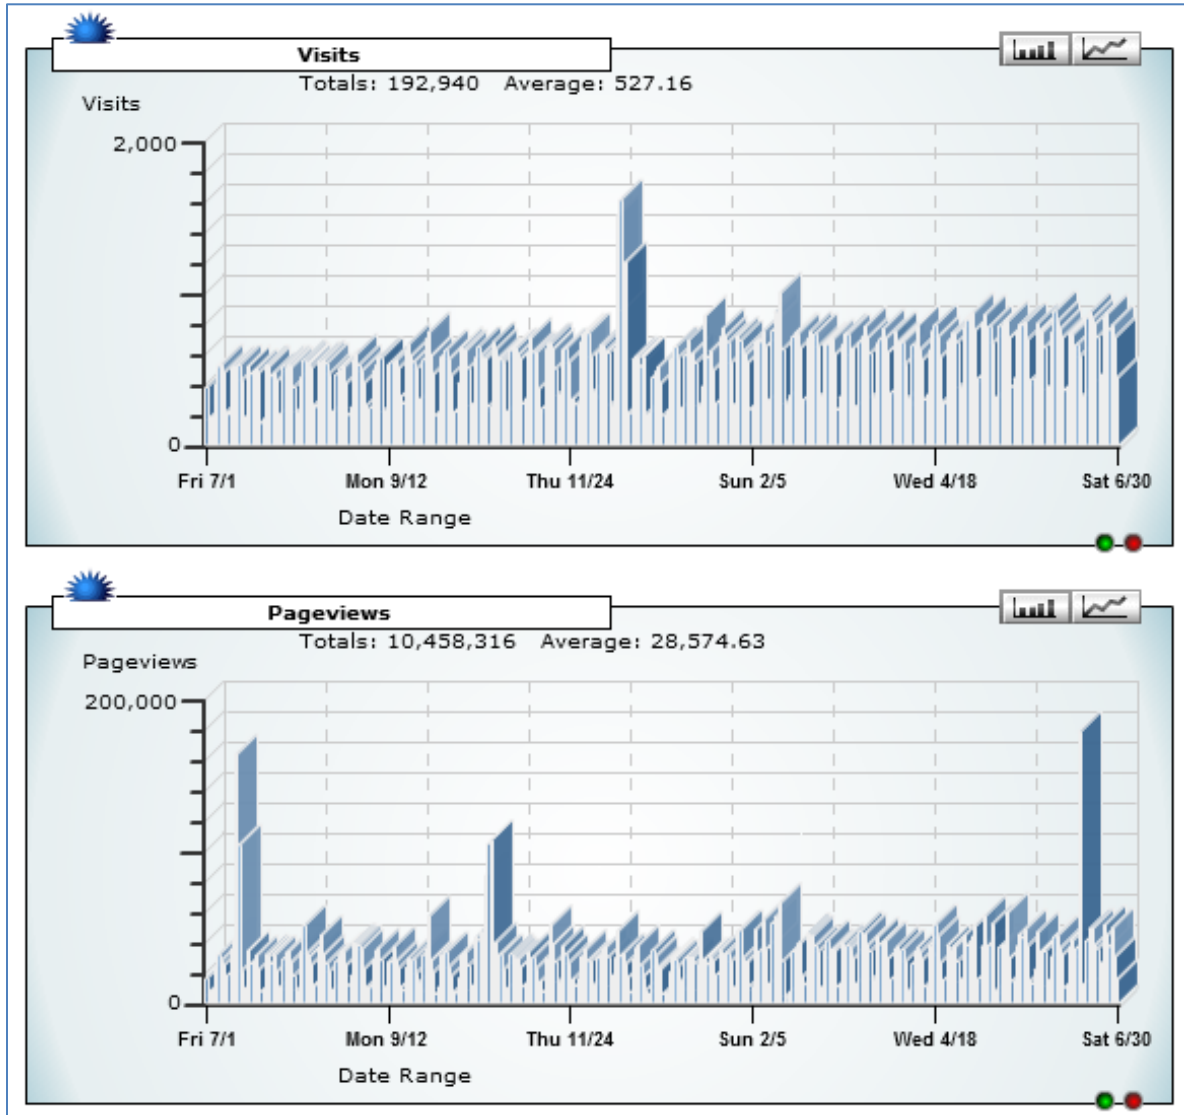 Visits
Totals: 192,940 Average: 527.16
Visits
2,000
0
Fri 7/1 Mon 9/12 Thu 11/24 Sun 2/5 Wed 4/18 Sat 6/30
Date Range
Pageviews
Totals: 10,458,316 Average: 28,574.63
Pageviews
200,000
0
Fri 7/1 Mon 9/12 Thu 11/24 Sun 2/5 Wed 4/18 Sat 6/30
Date Range